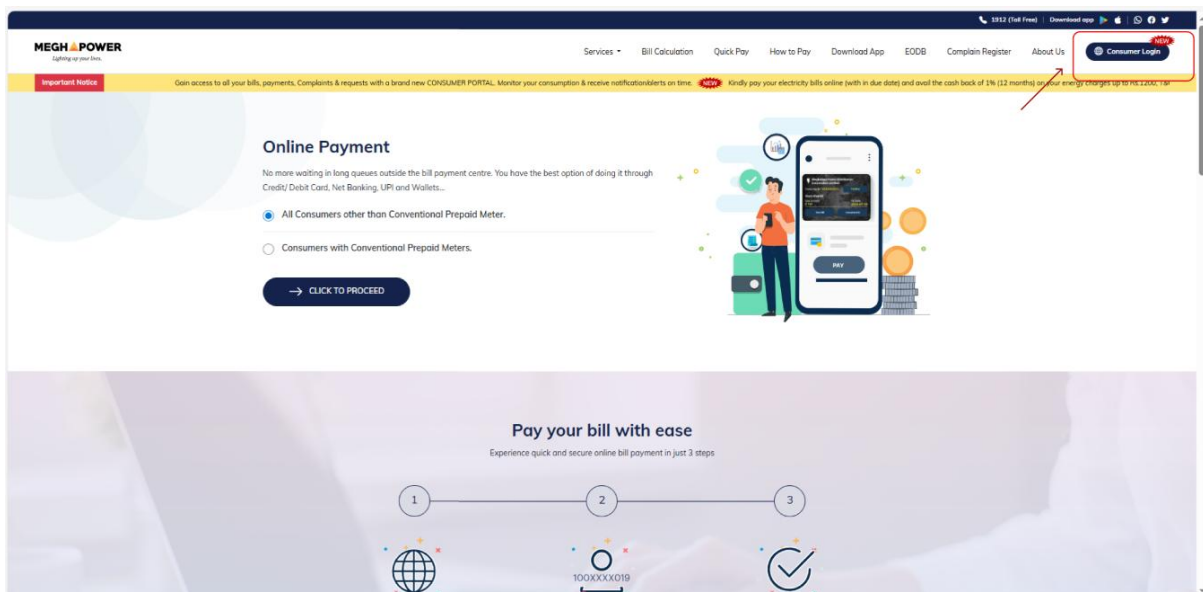 1912 (Toll Free) | Download app
MEGHAPOWER
Lighting up your lives.
Services Bill Calculation Quick Pay How to Pay Download App EODB Complain Register About Us Consumer Login NEW
Important Notice Gain access to all your bills, payments, Complaints & requests with a brand new CONSUMER PORTAL. Monitor your consumption & receive notification/alerts on time. NEW Kindly pay your electricity bills online (with in due date) and avail the cash back of 1% (12 months) on your energy charges up to Rs.1200,
Online Payment
No more waiting in long queues outside the bill payment centre. You have the best option of doing it through
Credit/ Debit Card, Net Banking, UPI and Wallets...
All Consumers other than Conventional Prepaid Meter.
Consumers with Conventional Prepaid Meters.
CLICK TO PROCEED
PAY
Pay your bill with ease
Experience quick and secure online bill payment in just 3 steps
1 2 3
100XXXX019